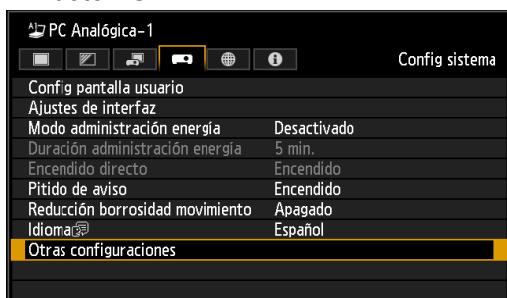 PC Analógica-1
Config sistema
Config pantalla usuario
Ajustes de interfaz
Modo administración energía Desactivado
Duración administración energía 5 min.
Encendido directo Encendido
Pitido de aviso Encendido
Reducción borrosidad movimiento Apagado
Idioma Español
Otras configuraciones